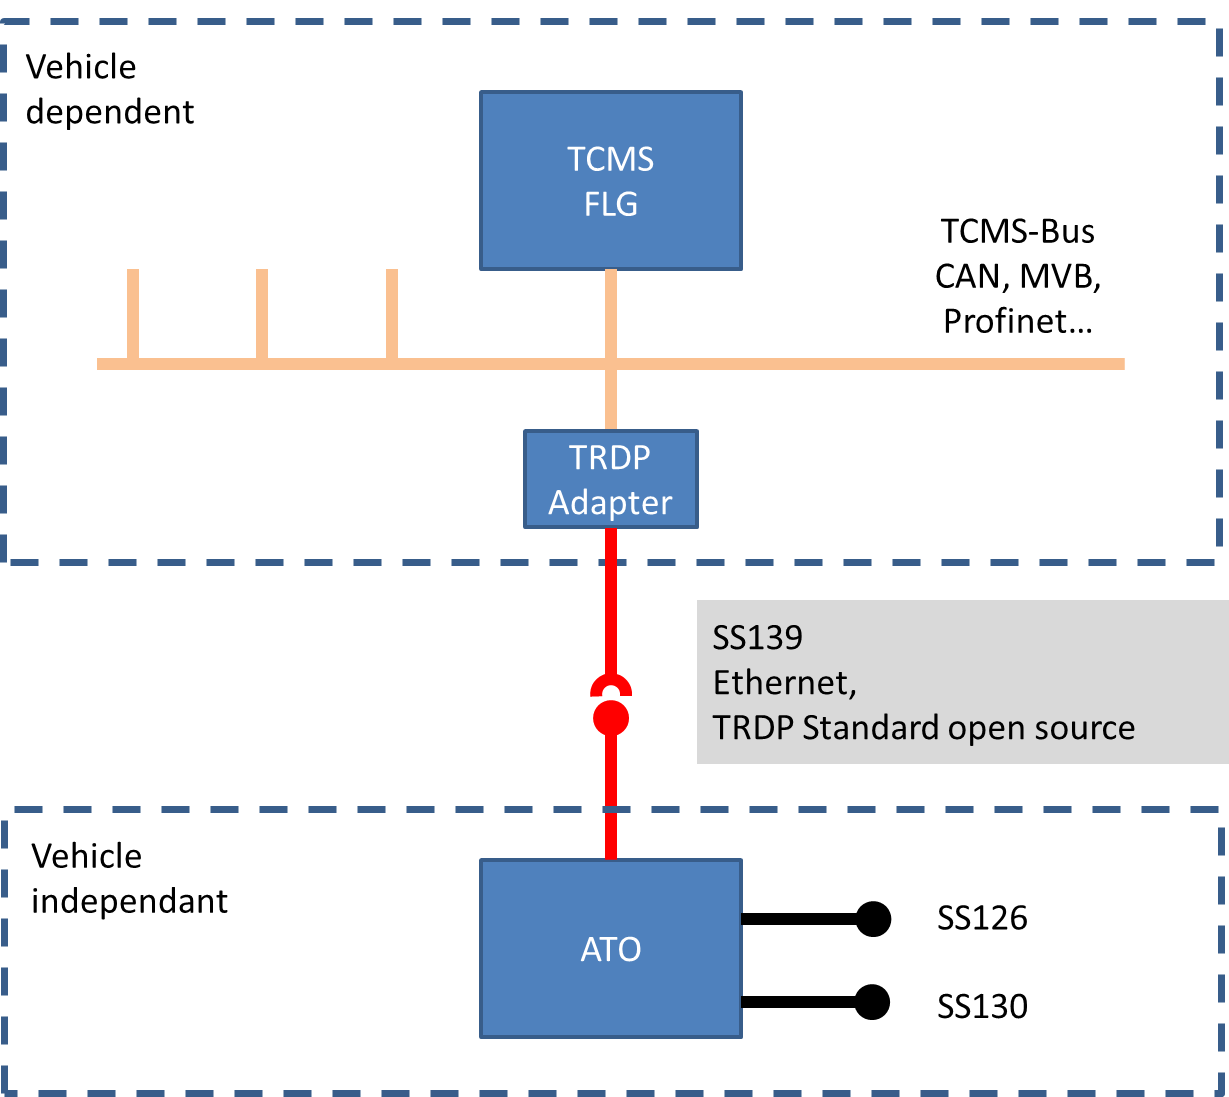 Vehicle
dependent
TCMS
FLG
TCMS-Bus
CAN, MVB,
Profinet...
TRDP
Adapter
SS139
Ethernet,
TRDP Standard open source
Vehicle
independant
ATO
SS126
SS130